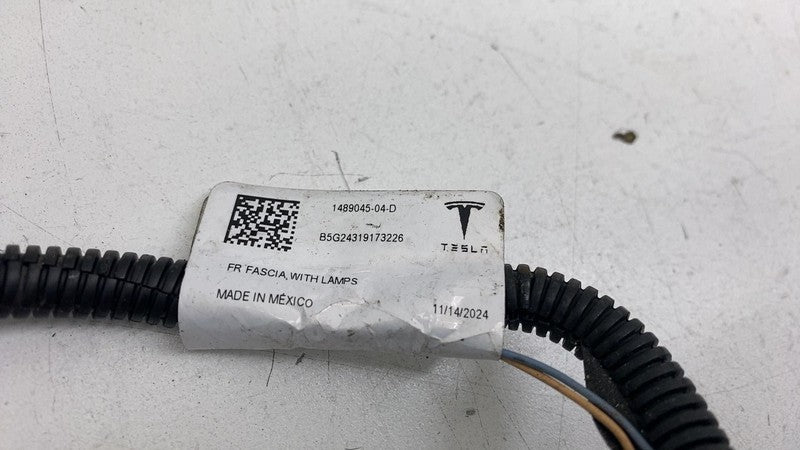 1489045-04-D
B5G24319173226
TESLA
FR FASCIA, WITH LAMPS
MADE IN MÉXICO
11/14/2024